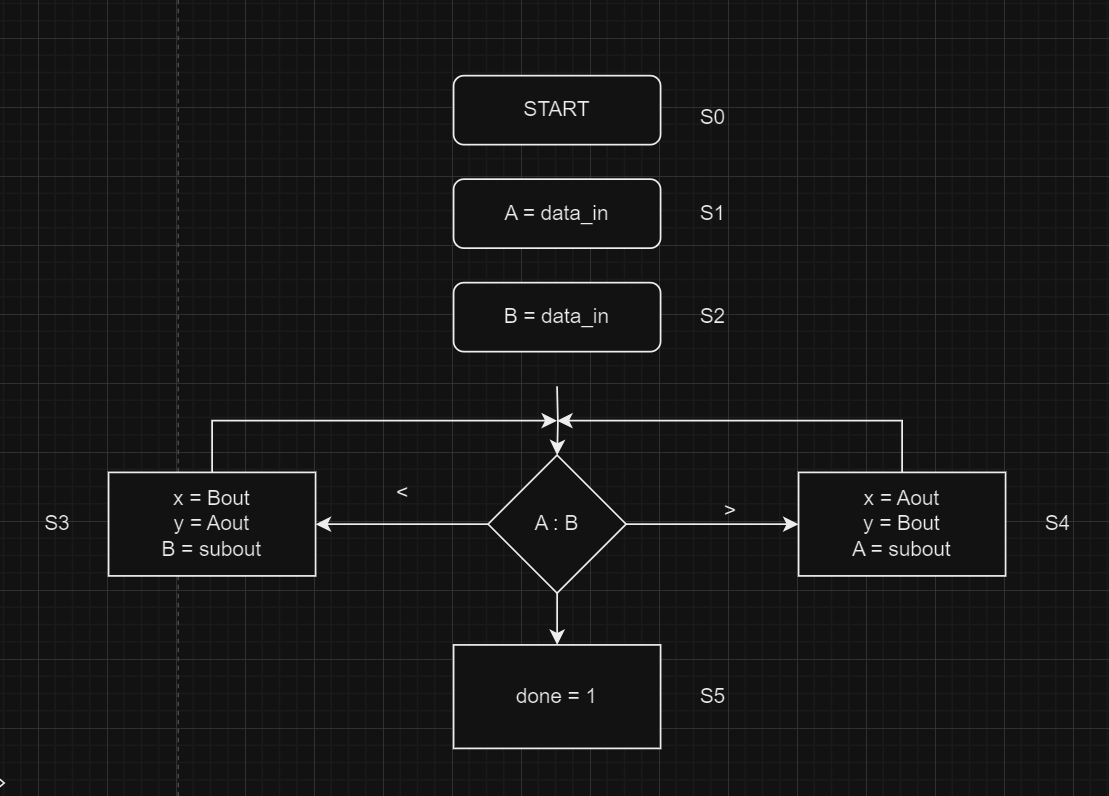 START
S0
A = data_in
S1
B = data_in
S2
<
>
S3
x = Bout
y = Aout
B = subout
A : B
x = Aout
y = Bout
A = subout
S4
done = 1
S5